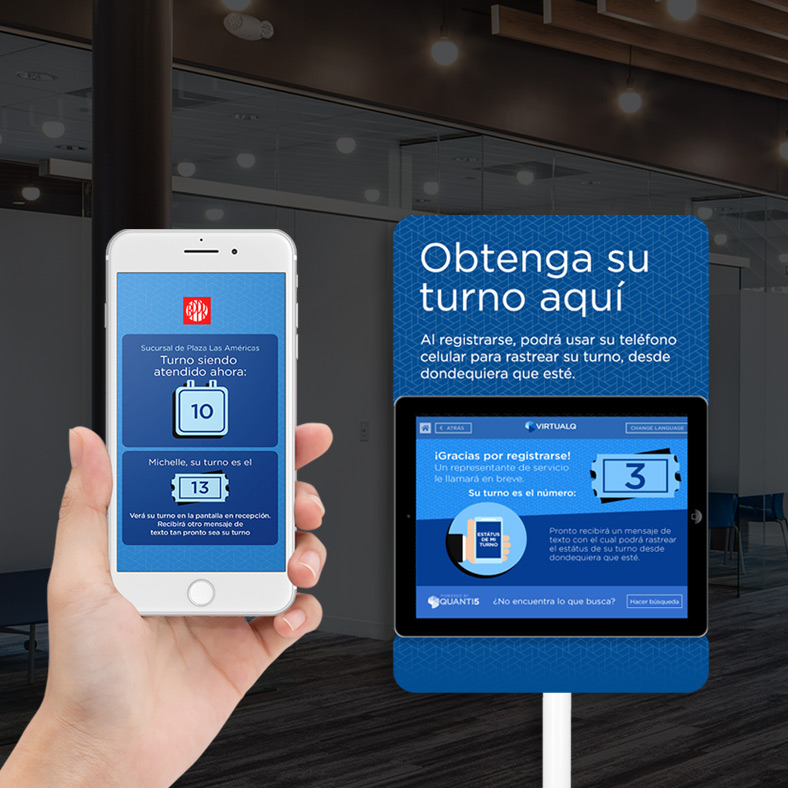 Sucursal de Plaza Las Américas
Turno siendo
atendido ahora:
10
Michelle, su turno es el
13
Verá su turno en la pantalla en recepción.
Recibirá otro mensaje de
texto tan pronto sea su turno
Obtenga su
turno aquí
Al registrarse, podrá usar su teléfono
celular para rastrear su turno, desde
dondequiera que esté.
< ATRÁS
VIRTUALQ
CHANGE LANGUAGE
¡Gracias por registrarse!
Un representante de servicio
le llamará en breve.
Su turno es el número:
3
ESTÁTUS
DE MI
TURNO
Pronto recibirá un mensaje de
texto con el cual podrá rastrear
el estátus de su turno desde
dondequiera que esté.
POWERED BY
QUANTI5
¿No encuentra lo que busca?
Hacer búsqueda